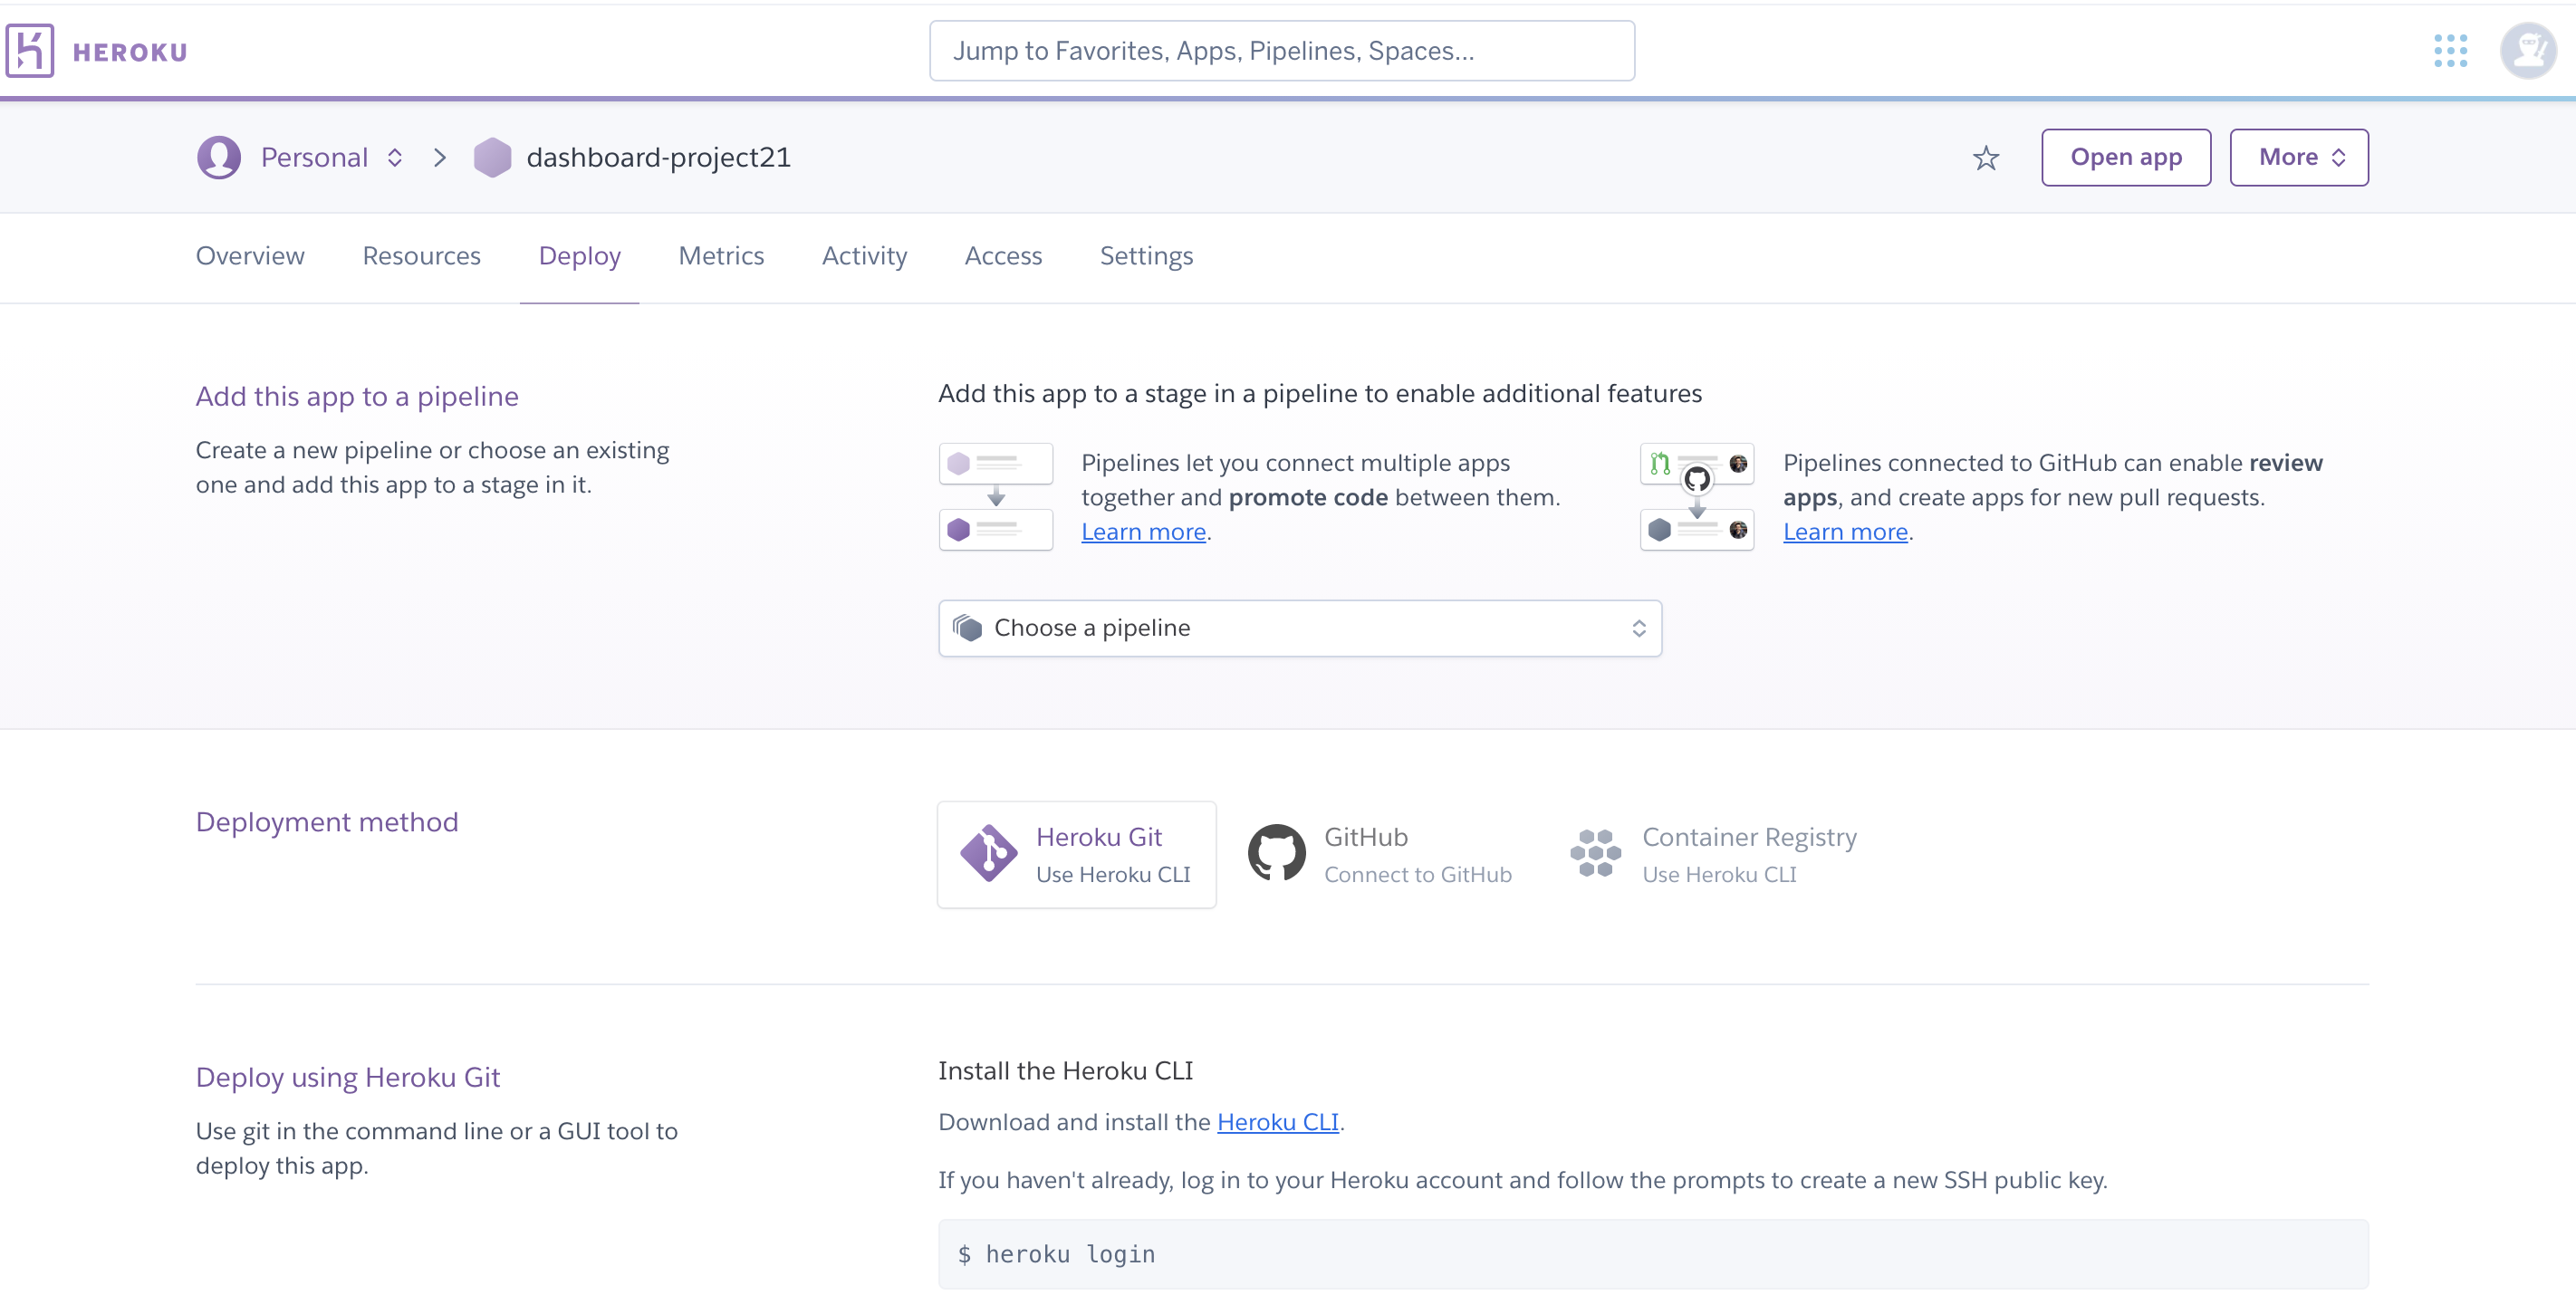 HEROKU
Jump to Favorites, Apps, Pipelines, Spaces...
Personal
dashboard-project21
Open app
More
Overview
Resources
Deploy
Metrics
Activity
Access
Settings
Add this app to a pipeline
Create a new pipeline or choose an existing
one and add this app to a stage in it.
Add this app to a stage in a pipeline to enable additional features
Pipelines let you connect multiple apps
together and promote code between them.
Learn more.
Pipelines connected to GitHub can enable review
apps, and create apps for new pull requests.
Learn more.
Choose a pipeline
Deployment method
Heroku Git
Use Heroku CLI
GitHub
Connect to GitHub
Container Registry
Use Heroku CLI
Deploy using Heroku Git
Use git in the command line or a GUI tool to
deploy this app.
Install the Heroku CLI
Download and install the Heroku CLI.
If you haven't already, log in to your Heroku account and follow the prompts to create a new SSH public key.
$ heroku login